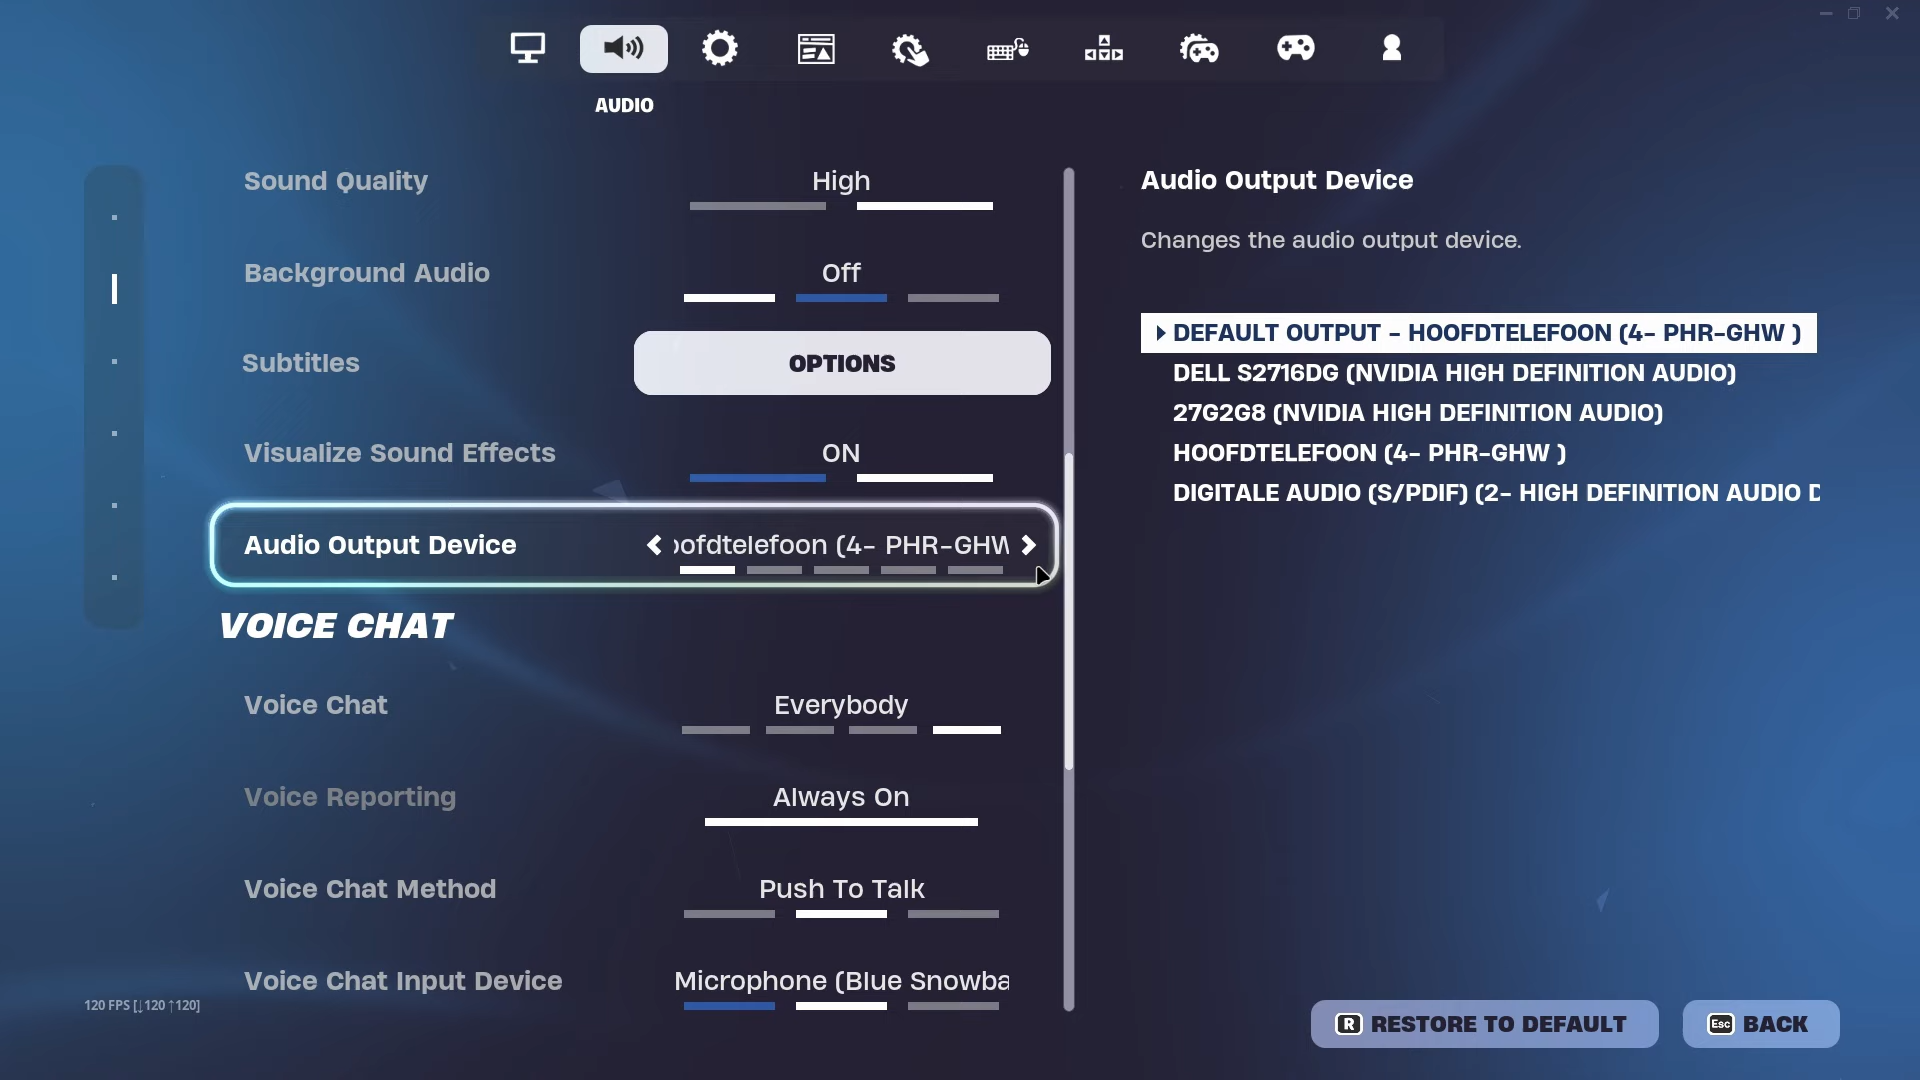 AUDIO
Sound Quality
High
Background Audio
Off
Subtitles
OPTIONS
Visualize Sound Effects
ON
Audio Output Device
oofdtelefoon (4- PHR-GHW
VOICE CHAT
Voice Chat
Everybody
Voice Reporting
Always On
Voice Chat Method
Push To Talk
Voice Chat Input Device
Microphone (Blue Snowba
Audio Output Device
Changes the audio output device.
DEFAULT OUTPUT - HOOFDTELEFOON (4- PHR-GHW )
DELL S2716DG (NVIDIA HIGH DEFINITION AUDIO)
27G2G8 (NVIDIA HIGH DEFINITION AUDIO)
HOOFDTELEFOON (4- PHR-GHW )
DIGITALE AUDIO (S/PDIF) (2- HIGH DEFINITION AUDIO D
120 FPS [↓120 ↑120]
R RESTORE TO DEFAULT
Esc BACK